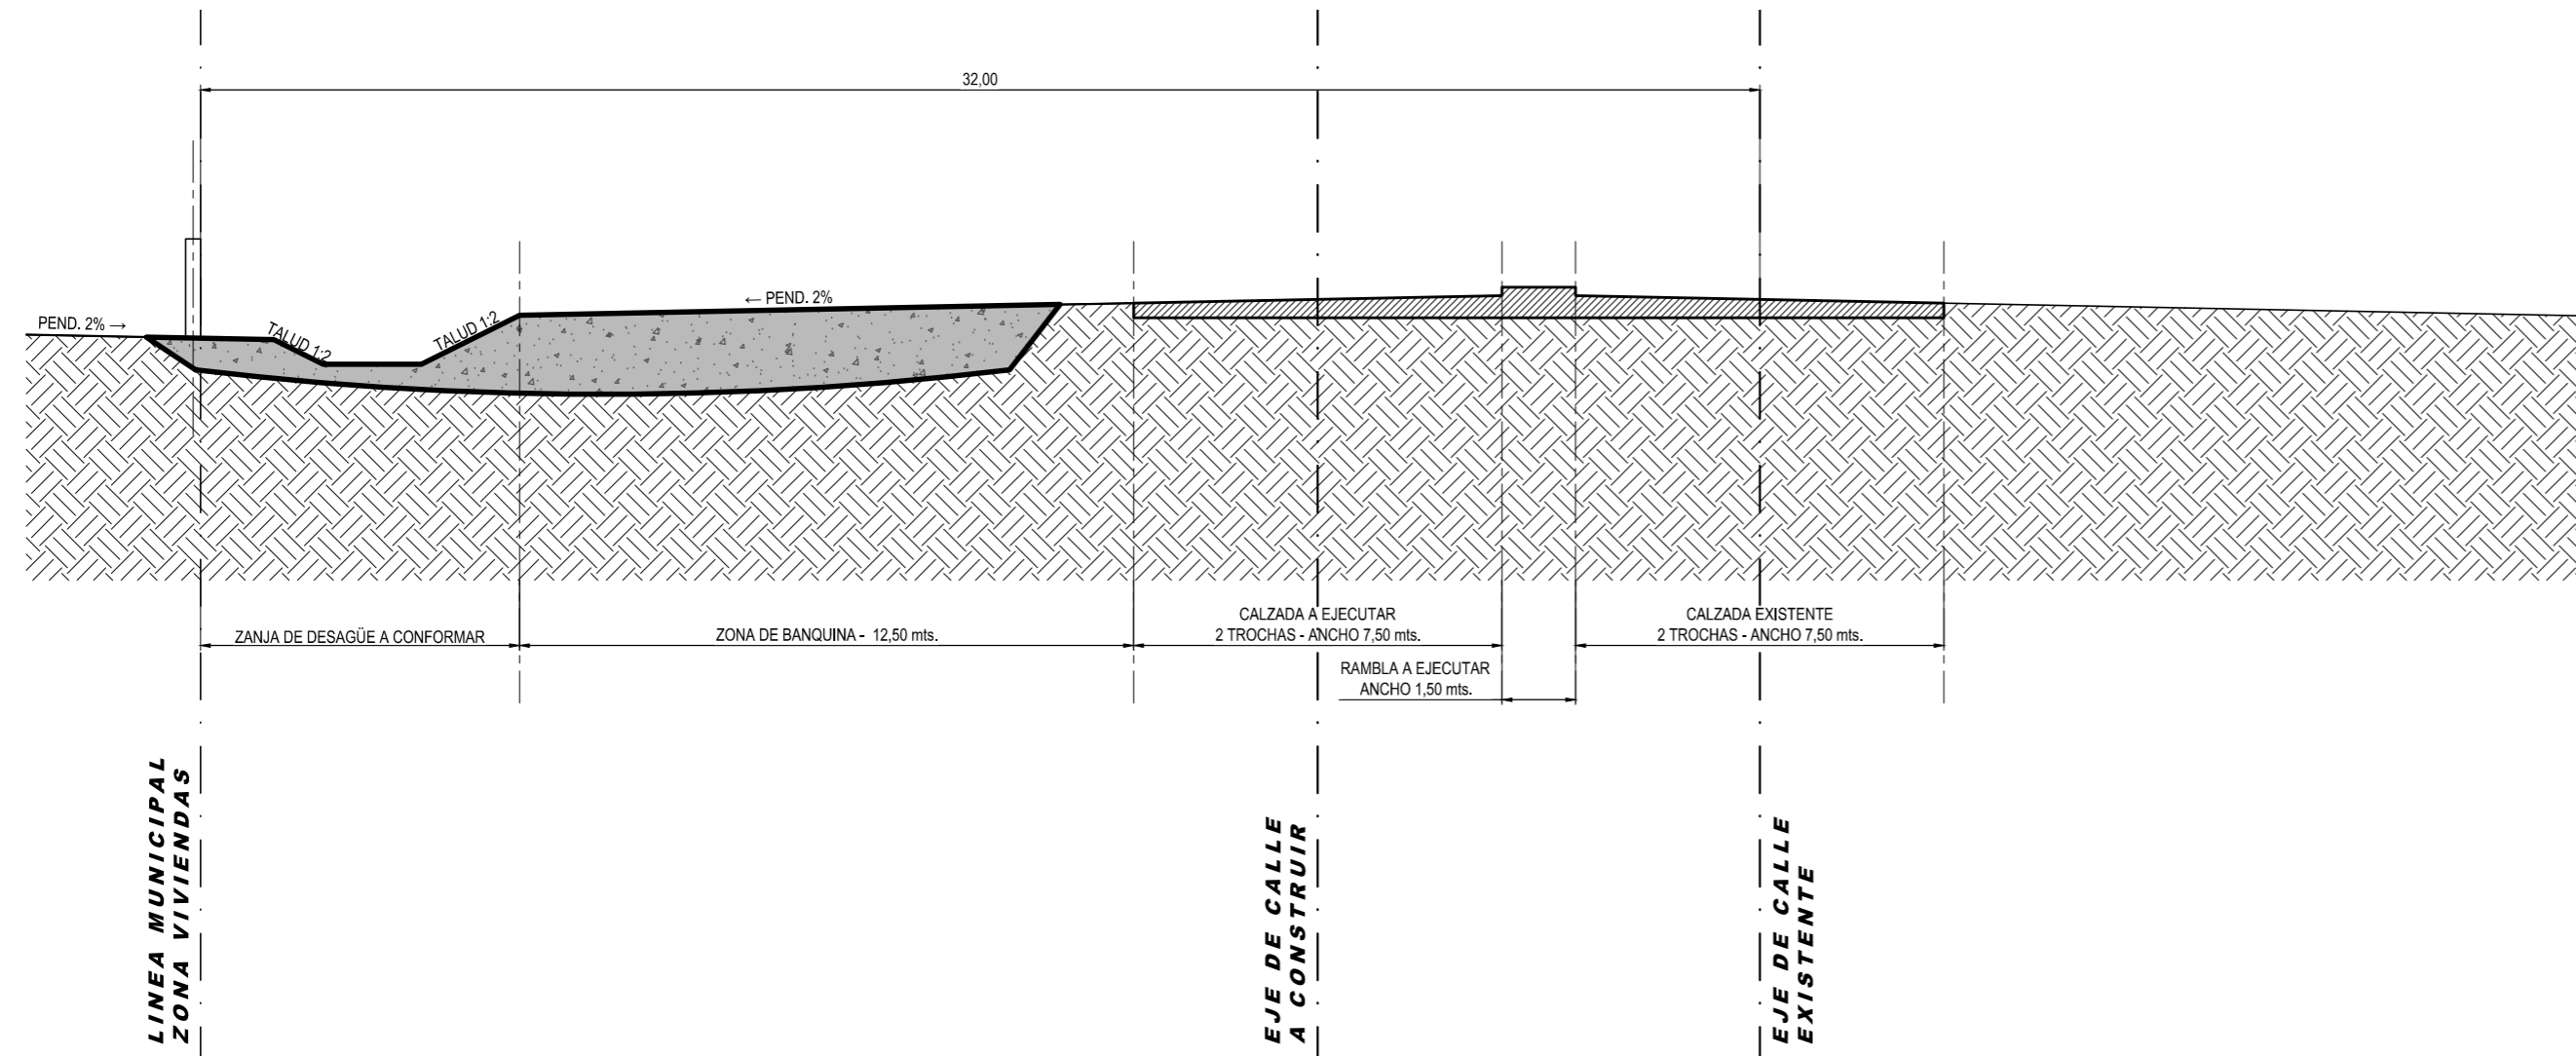 32,00
← PEND. 2%
PEND. 2% →
TALUD 1:2
TALUD 1:2
ZANJA DE DESAGÜE A CONFORMAR
ZONA DE BANQUINA - 12,50 mts.
CALZADA A EJECUTAR
2 TROCHAS - ANCHO 7,50 mts.
CALZADA EXISTENTE
2 TROCHAS - ANCHO 7,50 mts.
RAMBLA A EJECUTAR
ANCHO 1,50 mts.
LINEA MUNICIPAL
ZONA VIVIENDAS
EJE DE CALLE
A CONSTRUIR
EJE DE CALLE
EXISTENTE